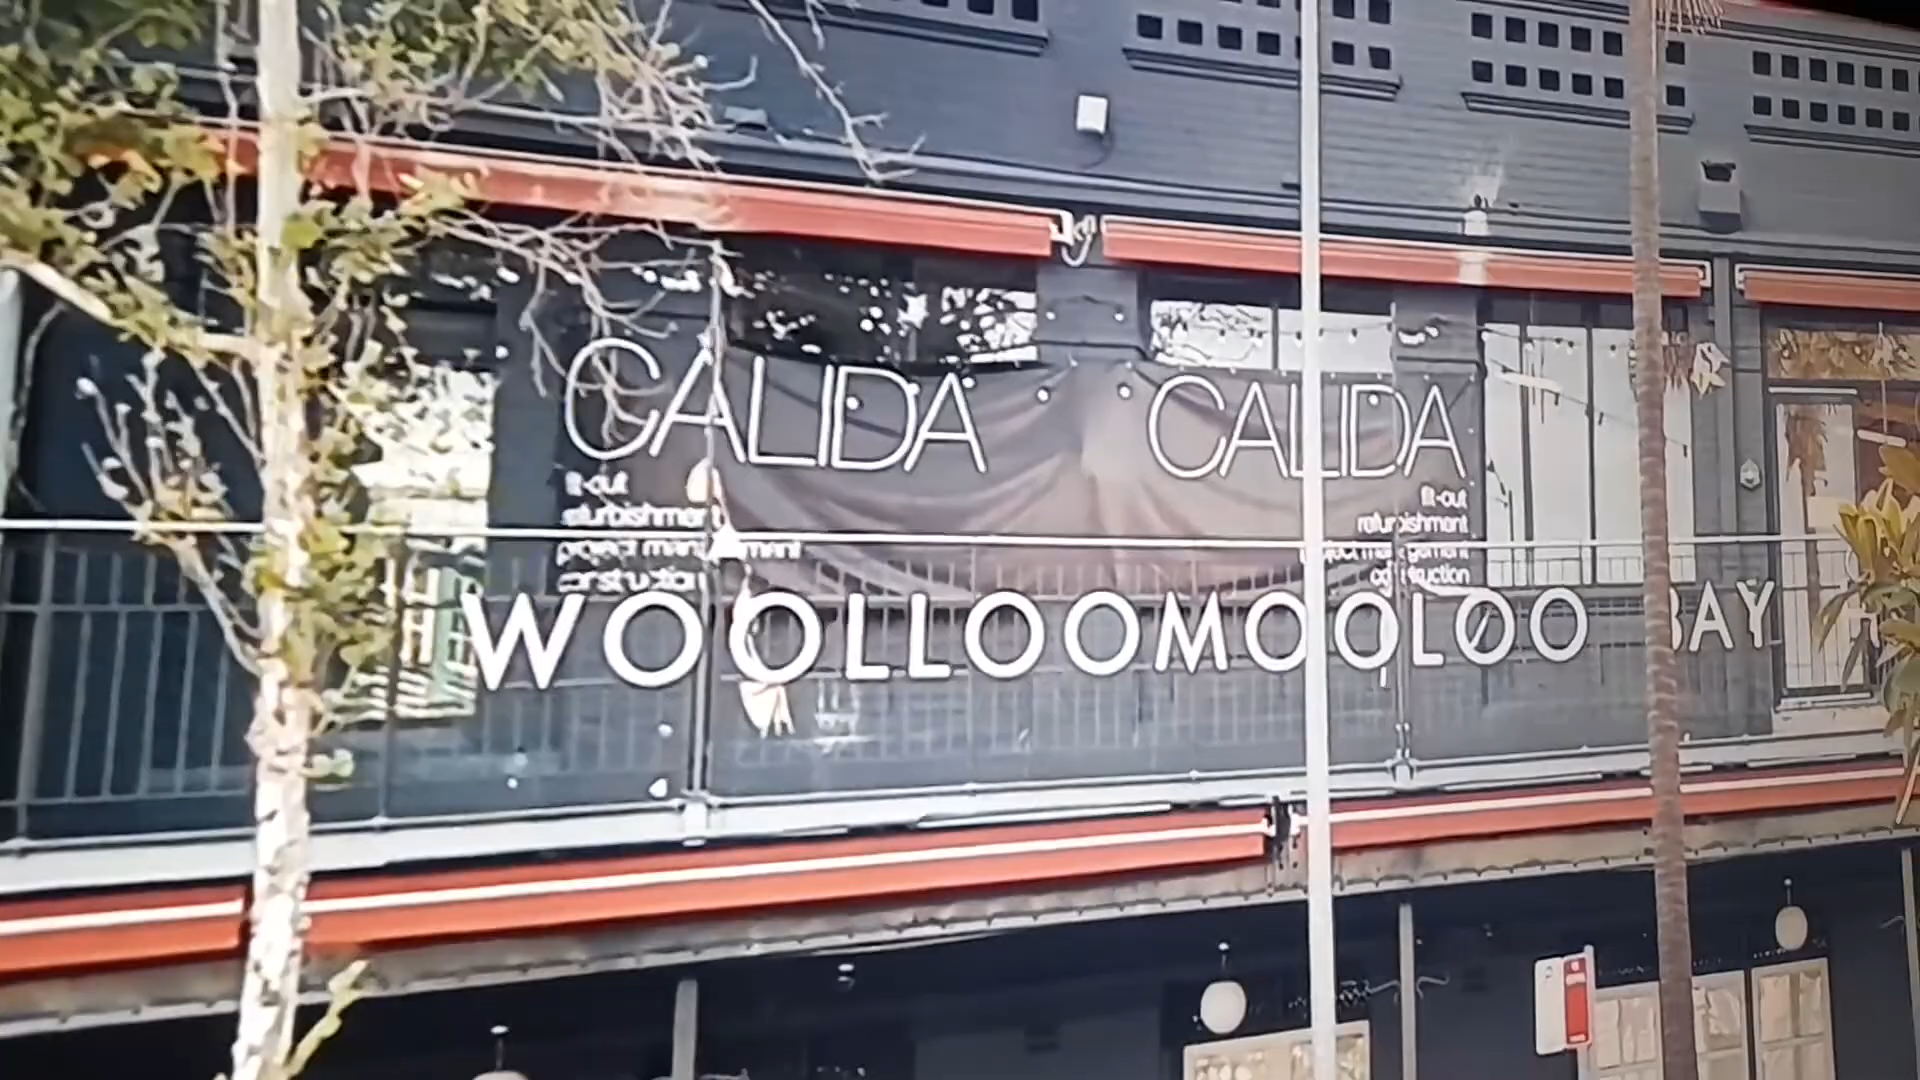 CALIDA
fit-out
refurbishment
project management
construction
CALIDA
fit-out
refurbishment
project management
construction
WOOLLOOMOOLOO BAY H